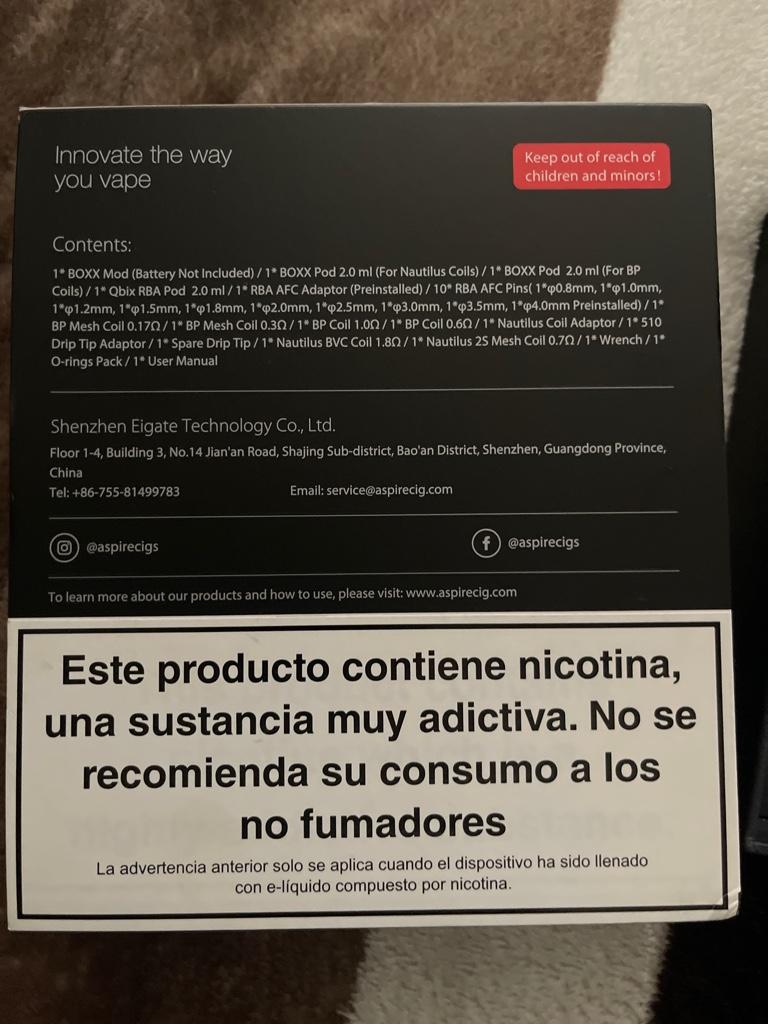 Innovate the way
you vape
Keep out of reach of
children and minors!
Contents:
1* BOXX Mod (Battery Not Included) / 1* BOXX Pod 2.0 ml (For Nautilus Coils) / 1* BOXX Pod 2.0 ml (For BP
Coils) / 1* Qbix RBA Pod 2.0 ml / 1* RBA AFC Adaptor (Preinstalled) / 10* RBA AFC Pins( 1*φ0.8mm, 1*φ1.0mm,
1*φ1.2mm, 1*φ1.5mm, 1*φ1.8mm, 1*φ2.0mm, 1*φ2.5mm, 1*φ3.0mm, 1*φ3.5mm, 1*φ4.0mm Preinstalled) / 1*
BP Mesh Coil 0.17Ω / 1* BP Mesh Coil 0.3Ω / 1* BP Coil 1.0Ω / 1* BP Coil 0.6Ω / 1* Nautilus Coil Adaptor / 1* 510
Drip Tip Adaptor / 1* Spare Drip Tip / 1* Nautilus BVC Coil 1.8Ω / 1* Nautilus 2S Mesh Coil 0.7Ω / 1* Wrench / 1*
O-rings Pack / 1* User Manual
Shenzhen Eigate Technology Co., Ltd.
Floor 1-4, Building 3, No.14 Jian'an Road, Shajing Sub-district, Bao'an District, Shenzhen, Guangdong Province,
China
Tel: +86-755-81499783 Email: service@aspirecig.com
@aspirecigs @aspirecigs
To learn more about our products and how to use, please visit: www.aspirecig.com
Este producto contiene nicotina,
una sustancia muy adictiva. No se
recomienda su consumo a los
no fumadores
La advertencia anterior solo se aplica cuando el dispositivo ha sido llenado
con e-líquido compuesto por nicotina.